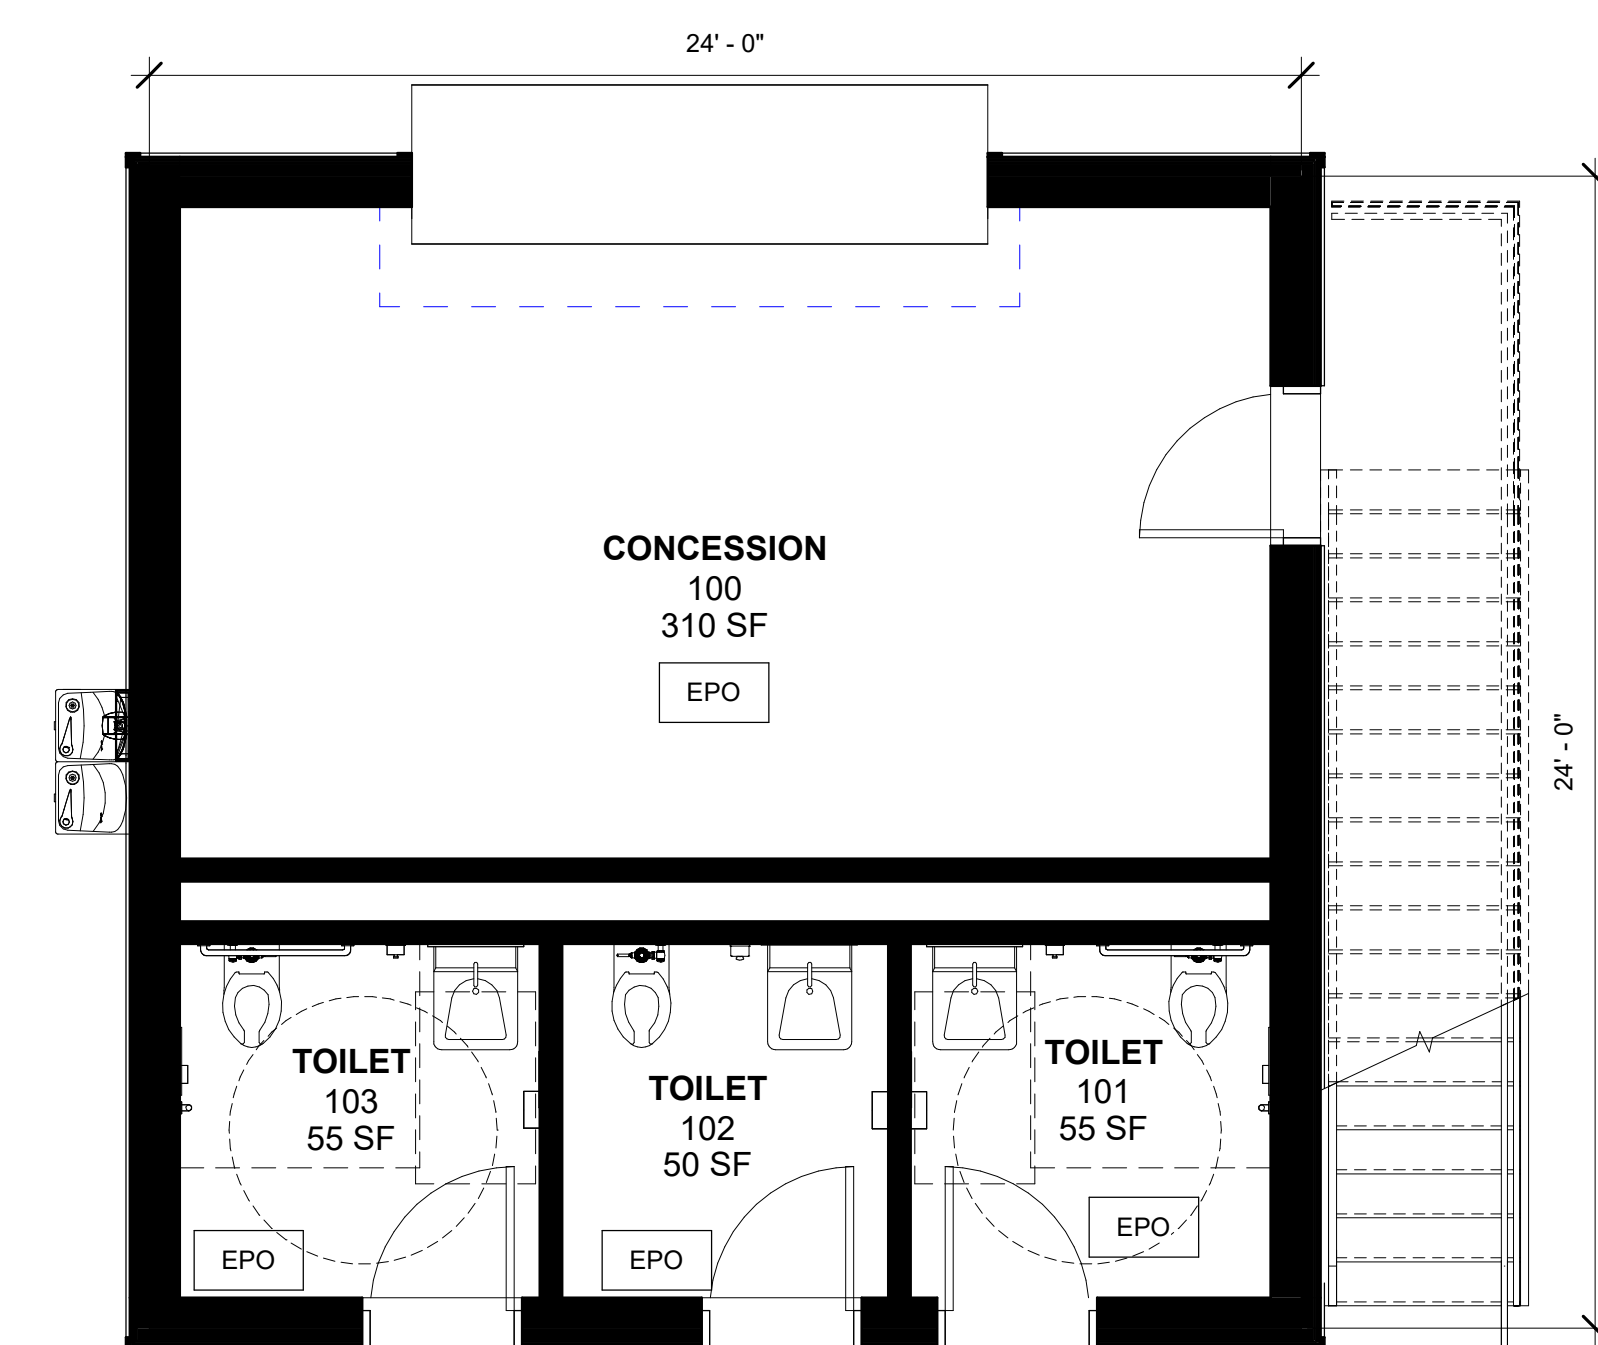 24' - 0"
CONCESSION
100
310 SF
EPO
24' - 0"
TOILET
103
55 SF
EPO
TOILET
102
50 SF
EPO
TOILET
101
55 SF
EPO